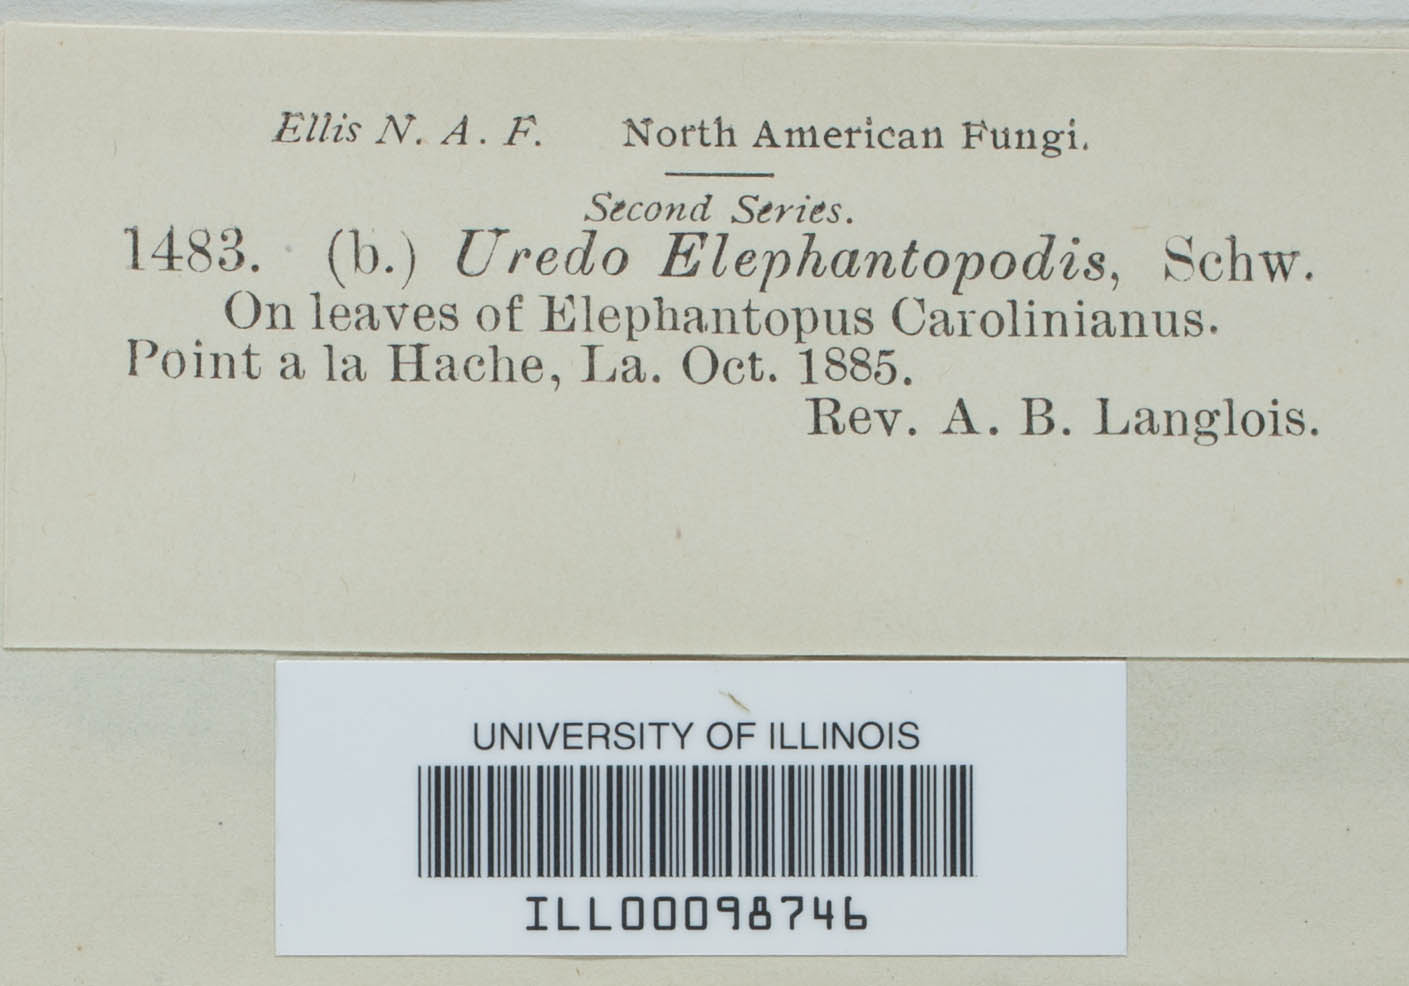 Ellis N. A. F. North American Fungi.
Second Series.
1483. (b.) Uredo Elephantopodis, Schw.
On leaves of Elephantopus Carolinianus.
Point a la Hache, La. Oct. 1885.
Rev. A. B. Langlois.
UNIVERSITY OF ILLINOIS
ILL00098746